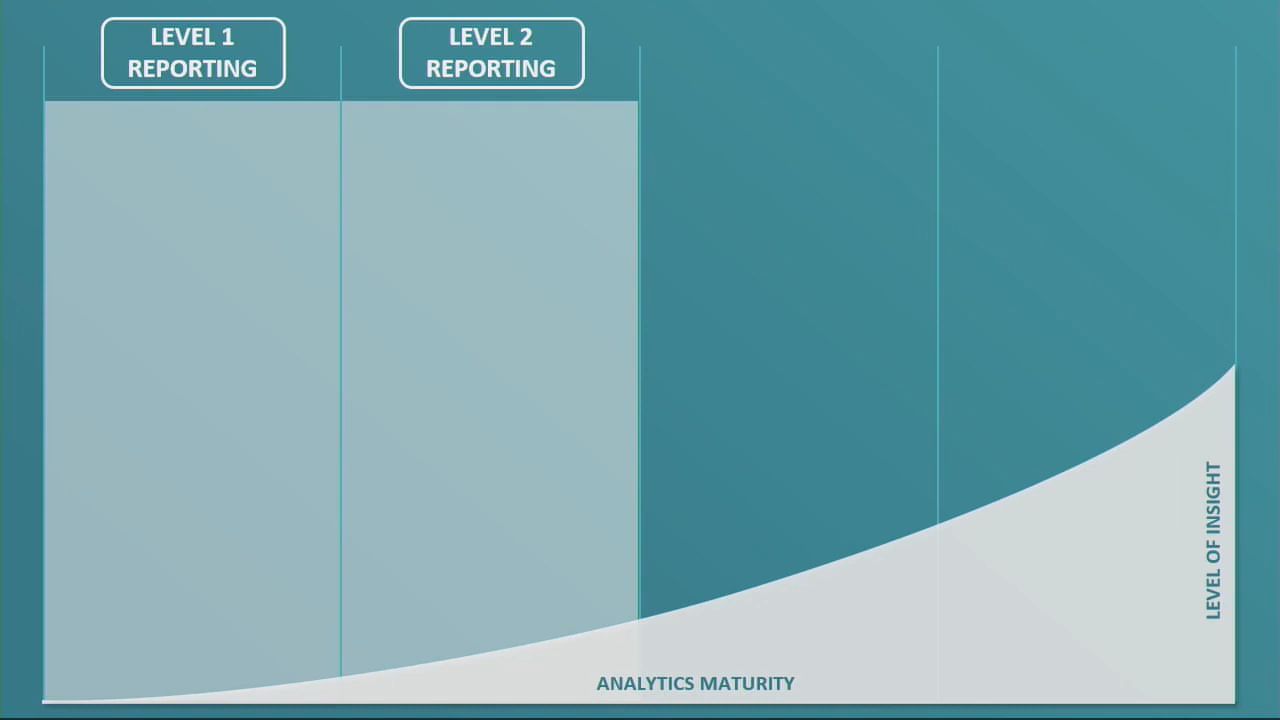 LEVEL 1
REPORTING
LEVEL 2
REPORTING
LEVEL OF INSIGHT
ANALYTICS MATURITY